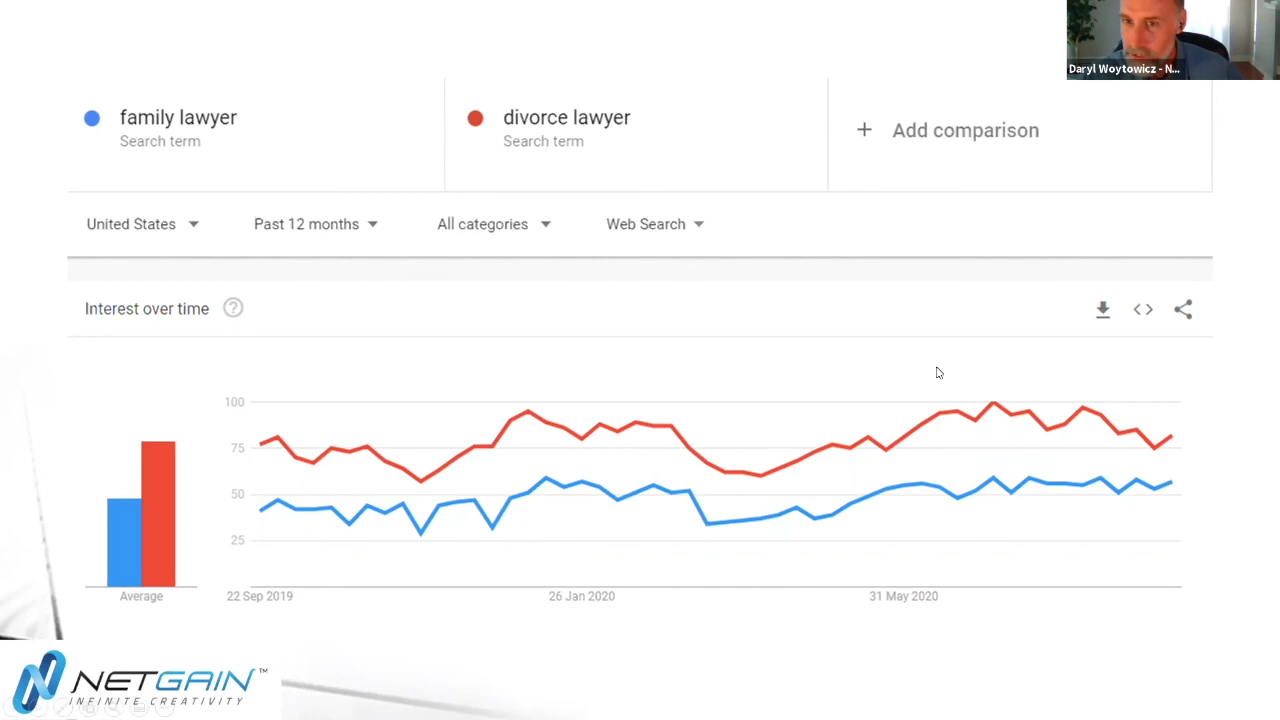 Daryl Woytowicz - N...
family lawyer
Search term
divorce lawyer
Search term
+ Add comparison
United States
Past 12 months
All categories
Web Search
Interest over time
?
100
75
50
25
Average
22 Sep 2019
26 Jan 2020
31 May 2020
NETGAIN™
INFINITE CREATIVITY